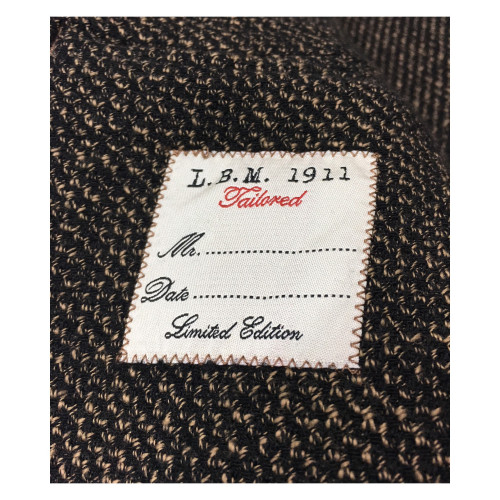 L.B.M. 1911
Tailored
Mr. ..............................
Date ..............................
Limited Edition